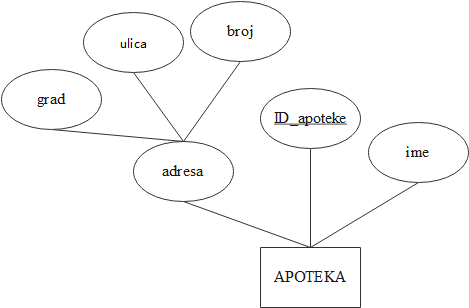 broj
ulica
grad
ID_apoteke
ime
adresa
APOTEKA